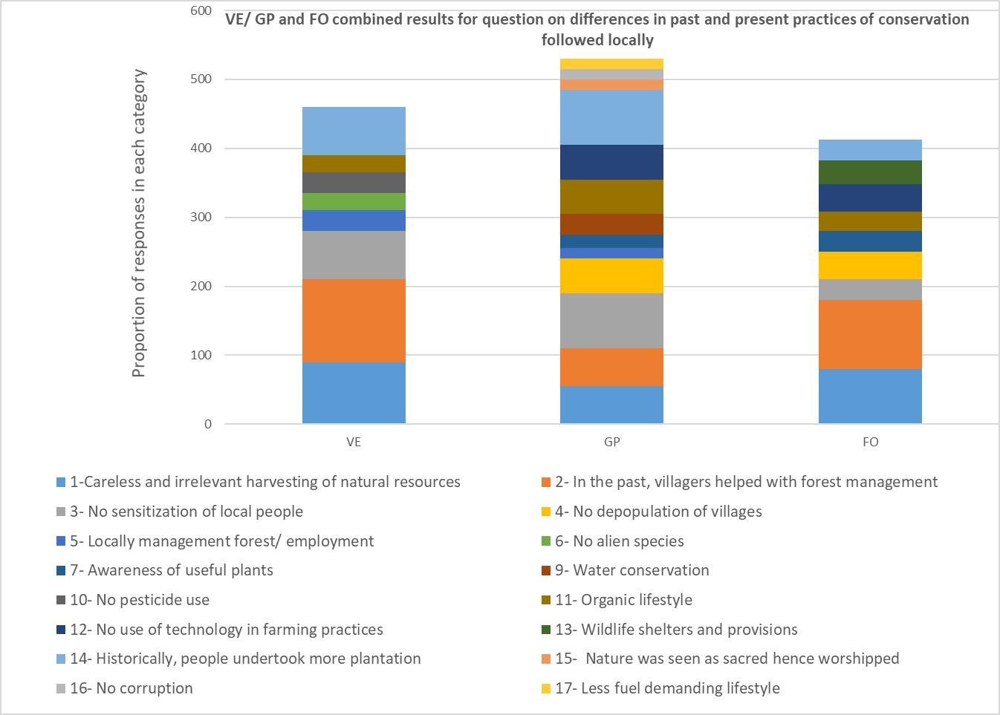 VE/ GP and FO combined results for question on differences in past and present practices of conservation
followed locally
Proportion of responses in each category
600
500
400
300
200
100
0
VE
GP
FO
1-Careless and irrelevant harvesting of natural resources
2- In the past, villagers helped with forest management
3- No sensitization of local people
4- No depopulation of villages
5- Locally management forest/ employment
6- No alien species
7- Awareness of useful plants
9- Water conservation
10- No pesticide use
11- Organic lifestyle
12- No use of technology in farming practices
13- Wildlife shelters and provisions
14- Historically, people undertook more plantation
15-  Nature was seen as sacred hence worshipped
16- No corruption
17- Less fuel demanding lifestyle